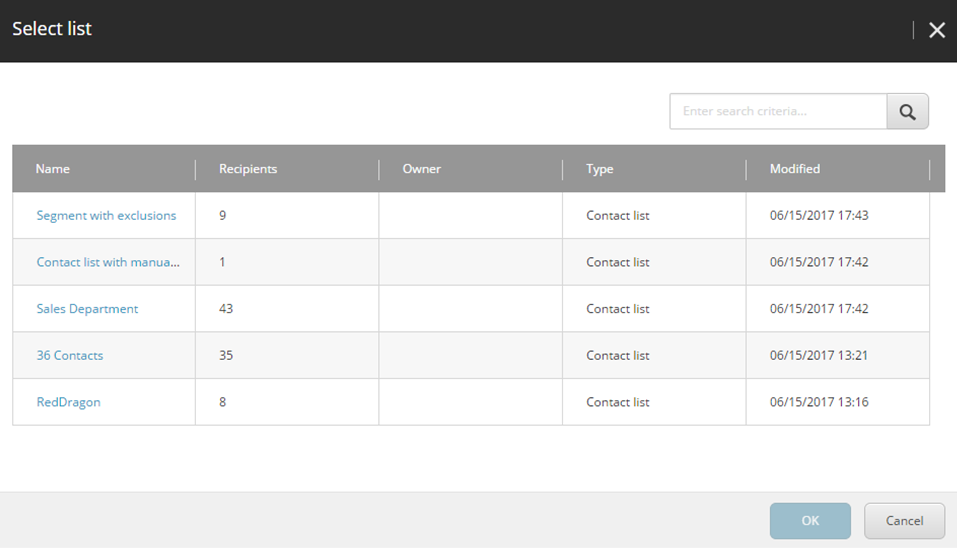 Select list
Enter search criteria...
Name Recipients Owner Type Modified
Segment with exclusions 9 Contact list 06/15/2017 17:43
Contact list with manua... 1 Contact list 06/15/2017 17:42
Sales Department 43 Contact list 06/15/2017 17:42
36 Contacts 35 Contact list 06/15/2017 13:21
RedDragon 8 Contact list 06/15/2017 13:16
OK Cancel